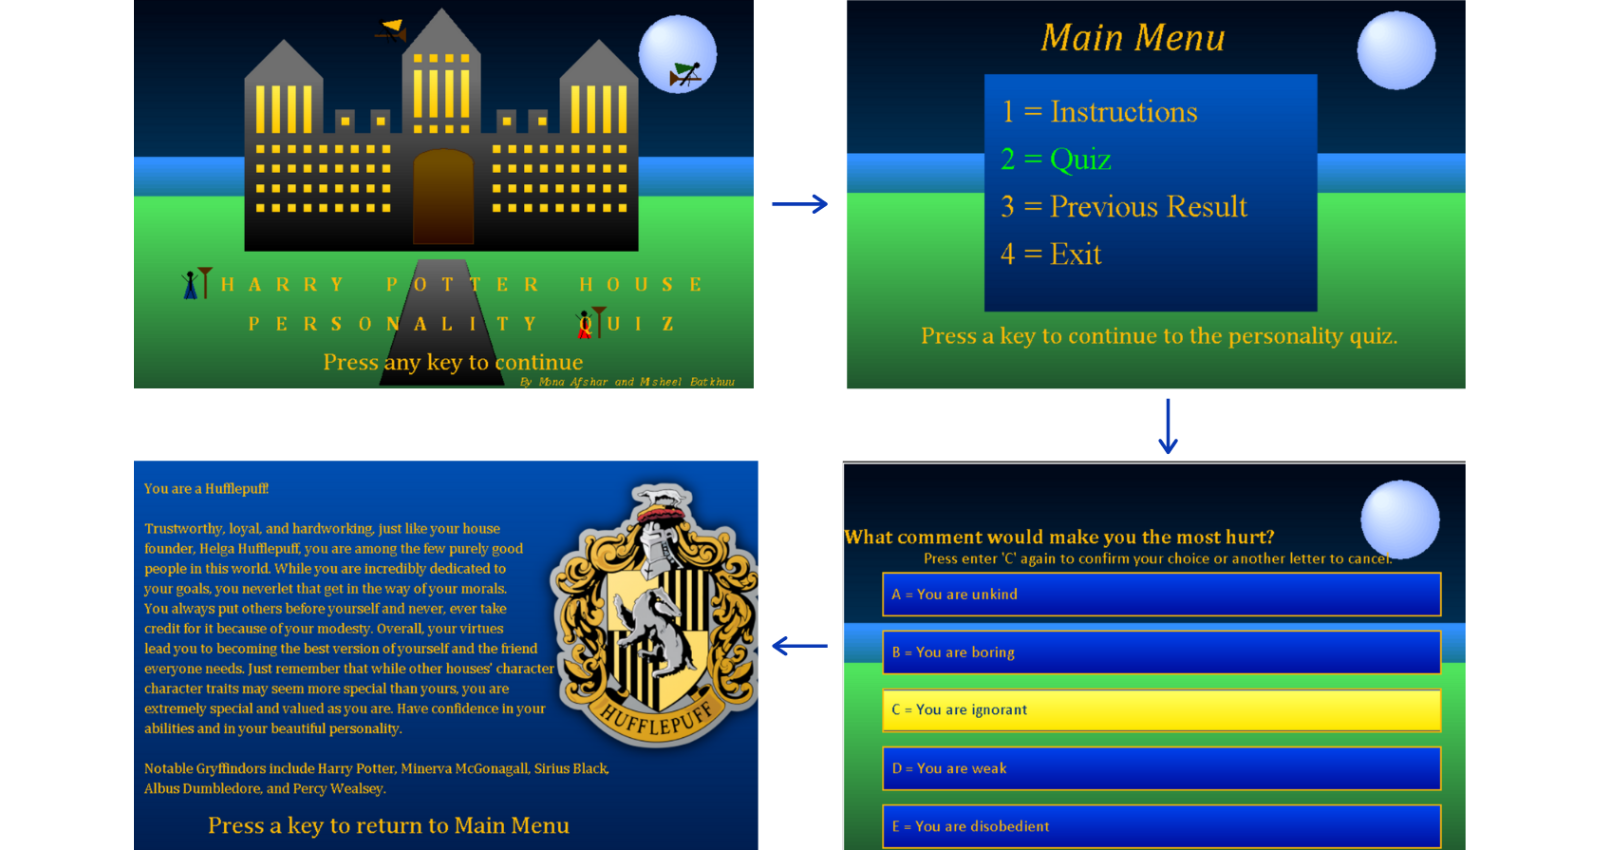 H A R R Y P O T T E R H O U S E
P E R S O N A L I T Y Q U I Z
Press any key to continue
By Mona Afshar and Misheel Batkhuu
Main Menu
1 = Instructions
2 = Quiz
3 = Previous Result
4 = Exit
Press a key to continue to the personality quiz.
What comment would make you the most hurt?
Press enter 'C' again to confirm your choice or another letter to cancel.
A = You are unkind
B = You are boring
C = You are ignorant
D = You are weak
E = You are disobedient
You are a Hufflepuff!
Trustworthy, loyal, and hardworking, just like your house
founder, Helga Hufflepuff, you are among the few purely good
people in this world. While you are incredibly dedicated to
your goals, you neverlet that get in the way of your morals.
You always put others before yourself and never, ever take
credit for it because of your modesty. Overall, your virtues
lead you to becoming the best version of yourself and the friend
everyone needs. Just remember that while other houses' character
character traits may seem more special than yours, you are
extremely special and valued as you are. Have confidence in your
abilities and in your beautiful personality.
Notable Gryffindors include Harry Potter, Minerva McGonagall, Sirius Black,
Albus Dumbledore, and Percy Wealsey.
Press a key to return to Main Menu
HUFFLEPUFF